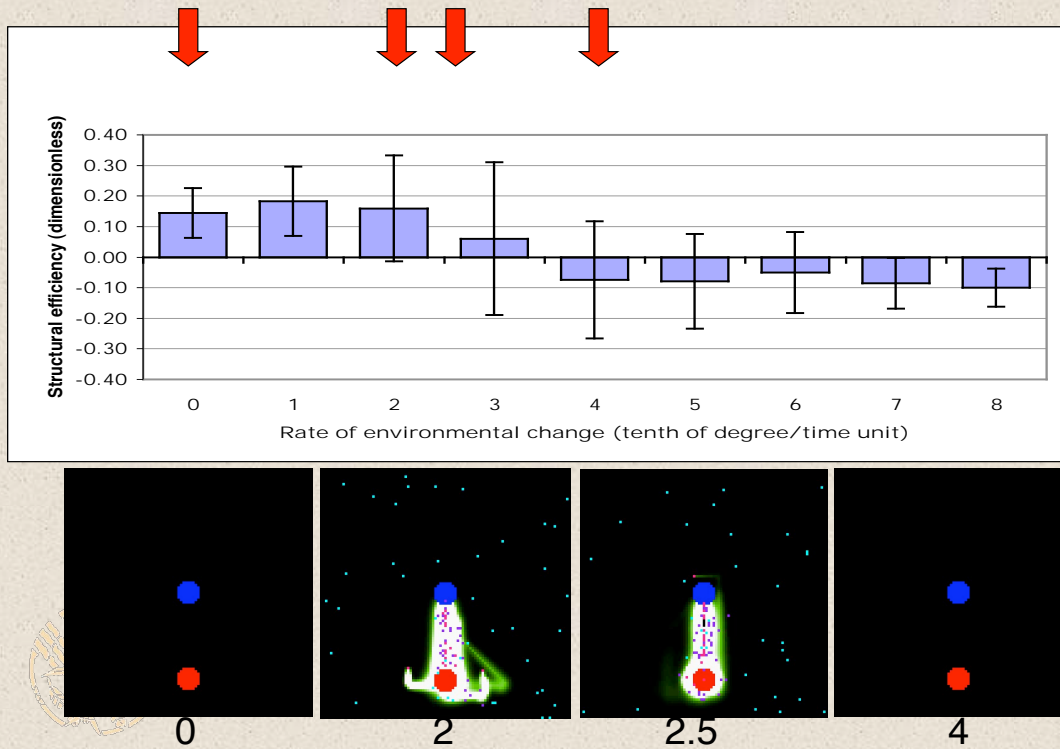 Structural efficiency (dimensionless)
0.40
0.30
0.20
0.10
0.00
-0.10
-0.20
-0.30
-0.40
0 1 2 3 4 5 6 7 8
Rate of environmental change (tenth of degree/time unit)
0 2 2.5 4